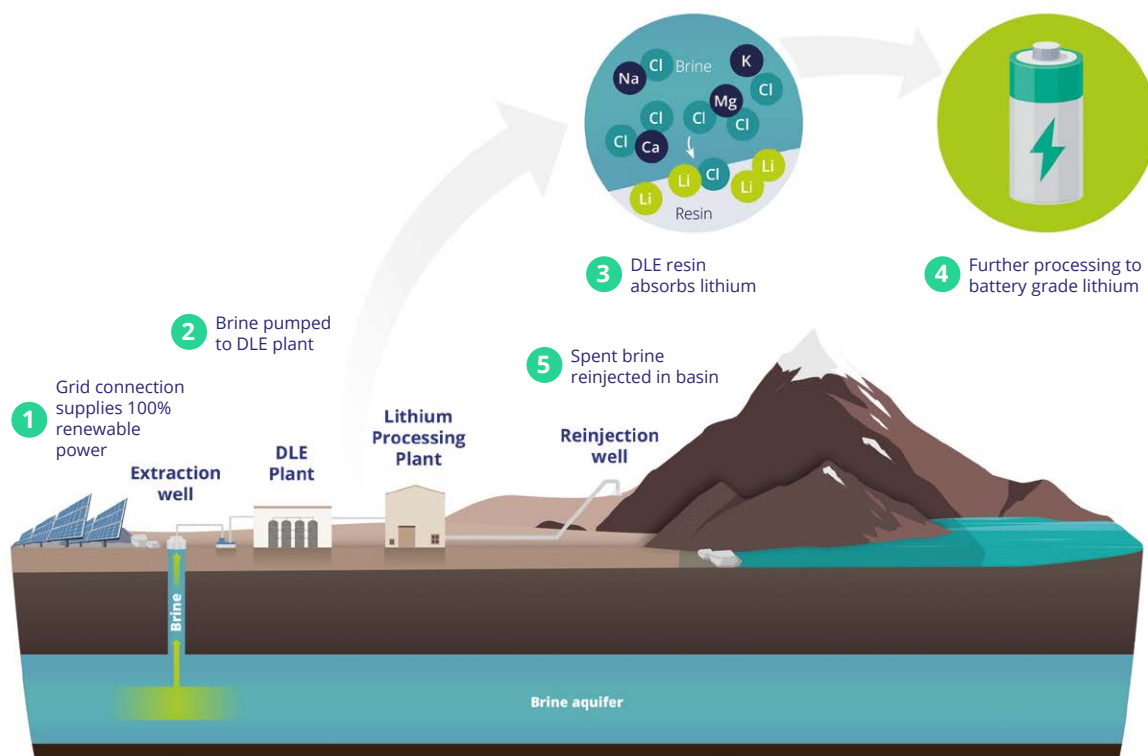 Na
Cl
Brine
K
Cl
Mg
Cl
Cl
Cl
Cl
Ca
Li
Cl
Li
Li
Li
Resin
3
DLE resin
absorbs lithium
4
Further processing to
battery grade lithium
2
Brine pumped
to DLE plant
5
Spent brine
reinjected in basin
1
Grid connection
supplies 100%
renewable
power
Extraction
well
DLE
Plant
Lithium
Processing
Plant
Reinjection
well
Brine
Brine aquifer